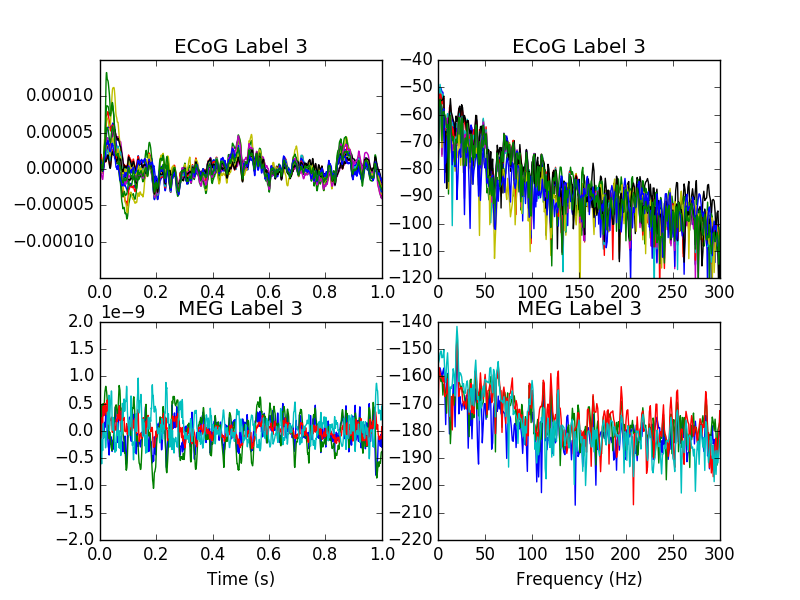 ECoG Label 3
0.00010
0.00005
0.00000
−0.00005
−0.00010
0.0 0.2 0.4 0.6 0.8 1.0
ECoG Label 3
−40
−50
−60
−70
−80
−90
−100
−110
−120
0 50 100 150 200 250 300
MEG Label 3
1e−9
2.0
1.5
1.0
0.5
0.0
−0.5
−1.0
−1.5
−2.0
0.0 0.2 0.4 0.6 0.8 1.0
Time (s)
MEG Label 3
−140
−150
−160
−170
−180
−190
−200
−210
−220
0 50 100 150 200 250 300
Frequency (Hz)